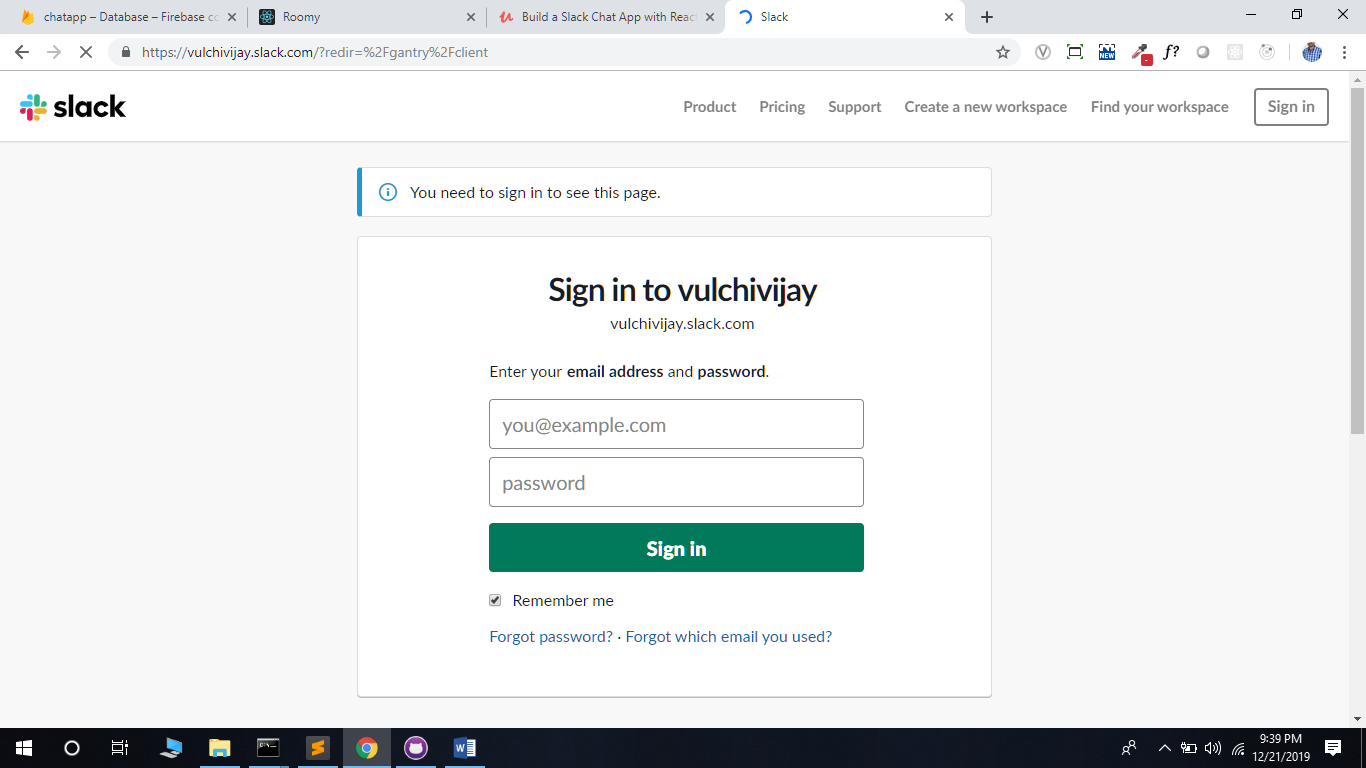 chatapp – Database – Firebase co
Roomy
Build a Slack Chat App with Reac
Slack
https://vulchivijay.slack.com/?redir=%2Fgantry%2Fclient
NEW
f?
slack
Product
Pricing
Support
Create a new workspace
Find your workspace
Sign in
You need to sign in to see this page.
Sign in to vulchivijay
vulchivijay.slack.com
Enter your email address and password.
you@example.com
password
Sign in
Remember me
Forgot password? · Forgot which email you used?
9:39 PM
12/21/2019